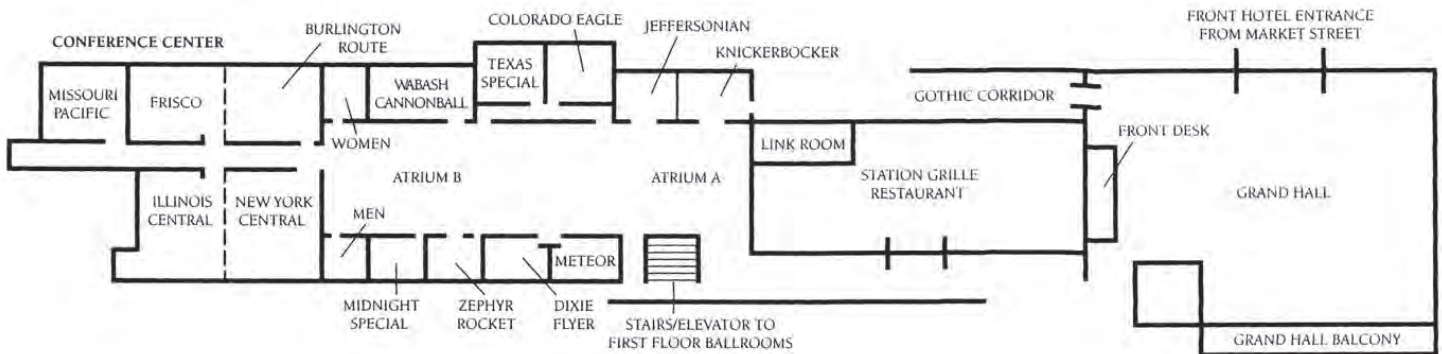 CONFERENCE CENTER
BURLINGTON
ROUTE
COLORADO EAGLE
JEFFERSONIAN
KNICKERBOCKER
FRONT HOTEL ENTRANCE
FROM MARKET STREET
MISSOURI
PACIFIC
FRISCO
WABASH
CANNONBALL
TEXAS
SPECIAL
GOTHIC CORRIDOR
WOMEN
LINK ROOM
FRONT DESK
ATRIUM B
ATRIUM A
STATION GRILLE
RESTAURANT
GRAND HALL
ILLINOIS
CENTRAL
NEW YORK
CENTRAL
MEN
METEOR
MIDNIGHT
SPECIAL
ZEPHYR
ROCKET
DIXIE
FLYER
STAIRS/ELEVATOR TO
FIRST FLOOR BALLROOMS
GRAND HALL BALCONY